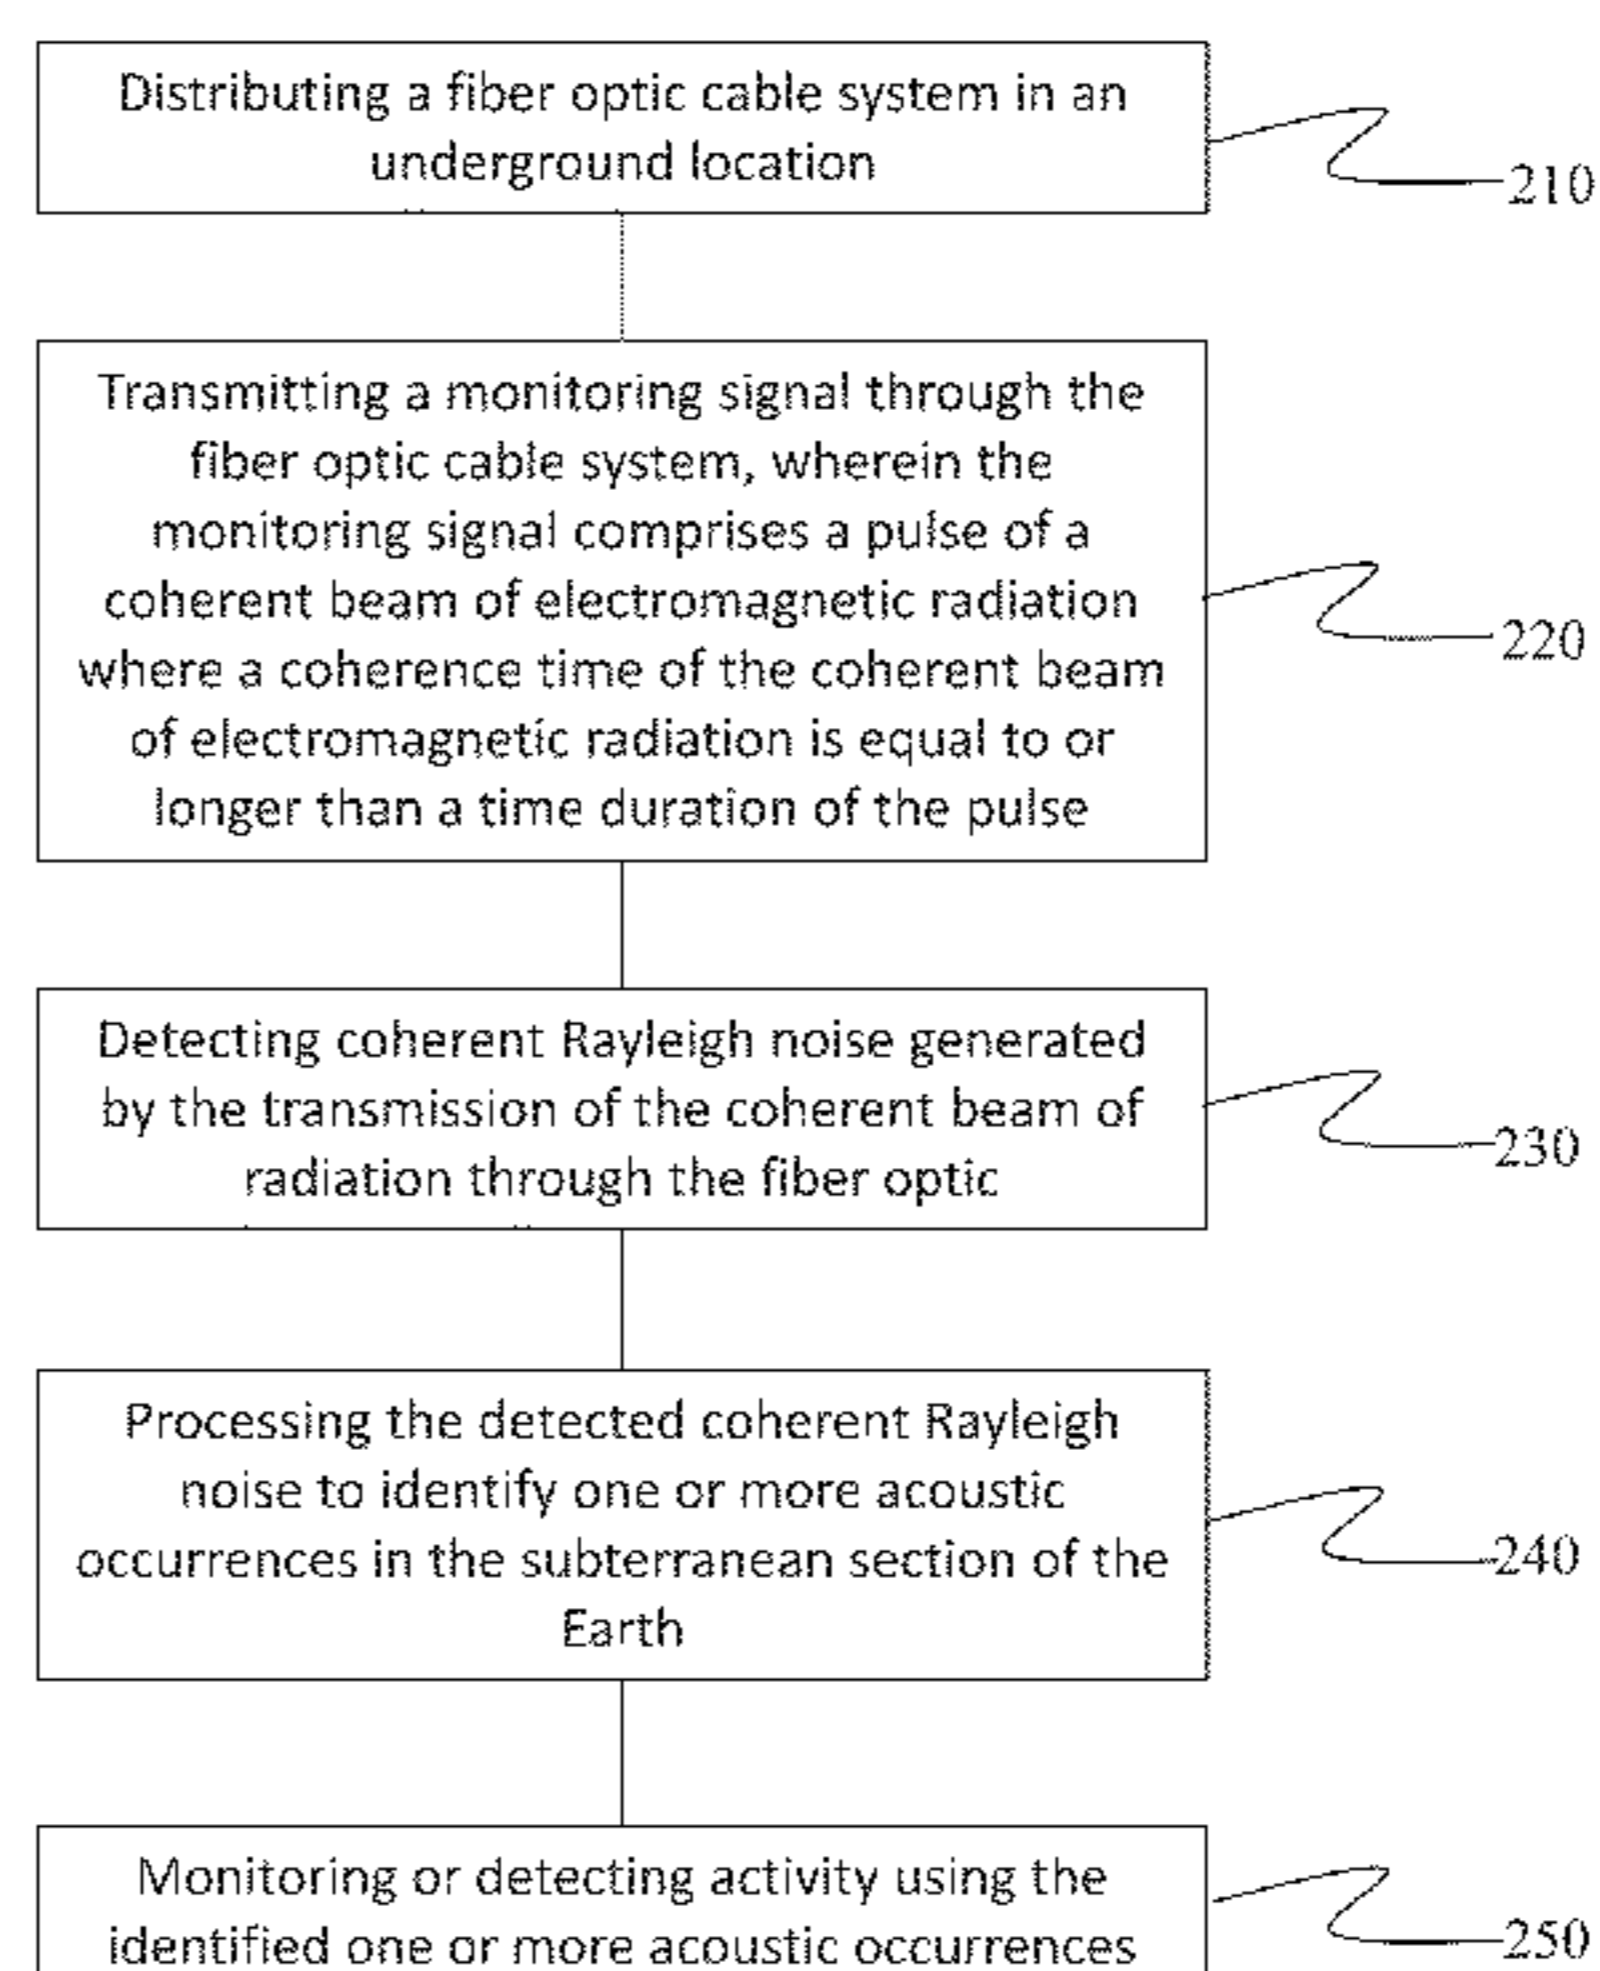 Distributing a fiber optic cable system in an
underground location
210
Transmitting a monitoring signal through the
fiber optic cable system, wherein the
monitoring signal comprises a pulse of a
coherent beam of electromagnetic radiation
where a coherence time of the coherent beam
of electromagnetic radiation is equal to or
longer than a time duration of the pulse
220
Detecting coherent Rayleigh noise generated
by the transmission of the coherent beam of
radiation through the fiber optic
230
Processing the detected coherent Rayleigh
noise to identify one or more acoustic
occurrences in the subterranean section of the
Earth
240
Monitoring or detecting activity using the
identified one or more acoustic occurrences
250